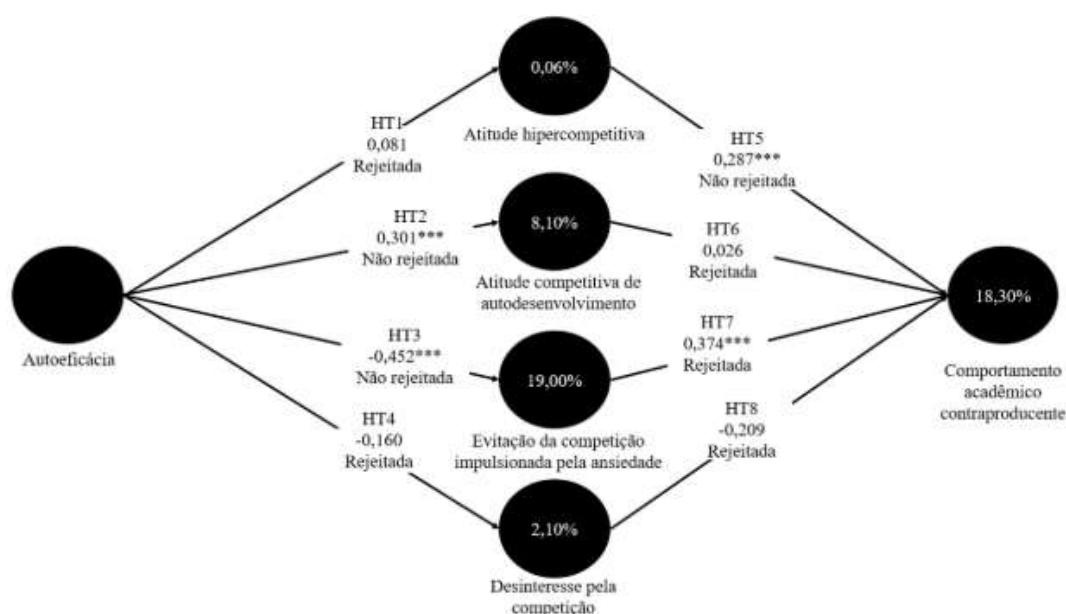 0,06%
Atitude hipercompetitiva
HT1
0,081
Rejeitada
HT5
0,287***
Não rejeitada
HT2
0,301***
Não rejeitada
8,10%
Atitude competitiva de
autodesenvolvimento
HT6
0,026
Rejeitada
Autoeficácia
18,30%
Comportamento
acadêmico
contraproducente
HT3
-0,452***
Não rejeitada
19,00%
Evitação da competição
impulsionada pela ansiedade
HT7
0,374***
Rejeitada
HT4
-0,160
Rejeitada
HT8
-0,209
Rejeitada
2,10%
Desinteresse pela
competição